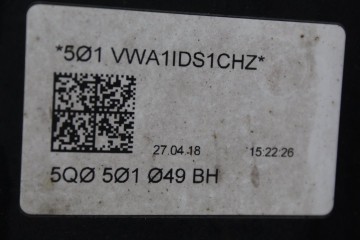 *5Ø1 VWA1IDS1CHZ*
27.04.18 15:22:26
5QØ 5Ø1 Ø49 BH